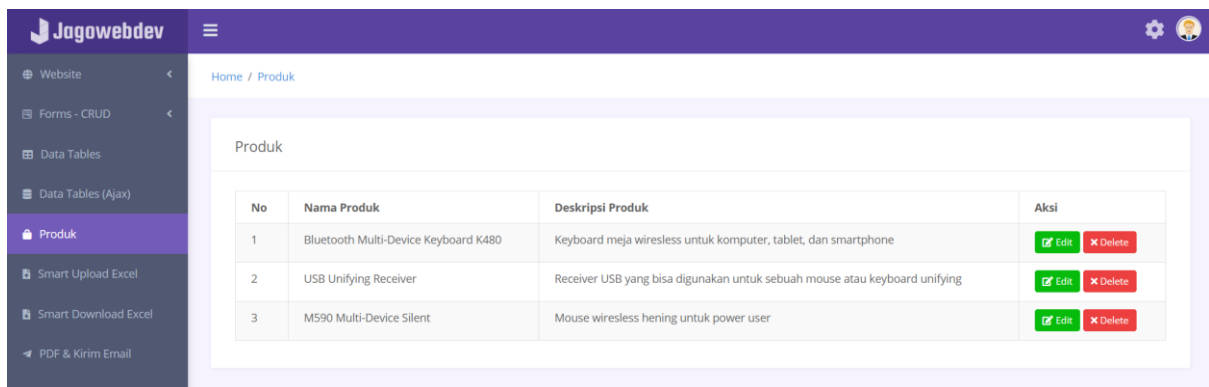 Jagowebdev
Website
Forms - CRUD
Data Tables
Data Tables (Ajax)
Produk
Smart Upload Excel
Smart Download Excel
PDF & Kirim Email
Home / Produk
Produk
No Nama Produk Deskripsi Produk Aksi
1 Bluetooth Multi-Device Keyboard K480 Keyboard meja wiresless untuk komputer, tablet, dan smartphone Edit Delete
2 USB Unifying Receiver Receiver USB yang bisa digunakan untuk sebuah mouse atau keyboard unifying Edit Delete
3 M590 Multi-Device Silent Mouse wiresless hening untuk power user Edit Delete